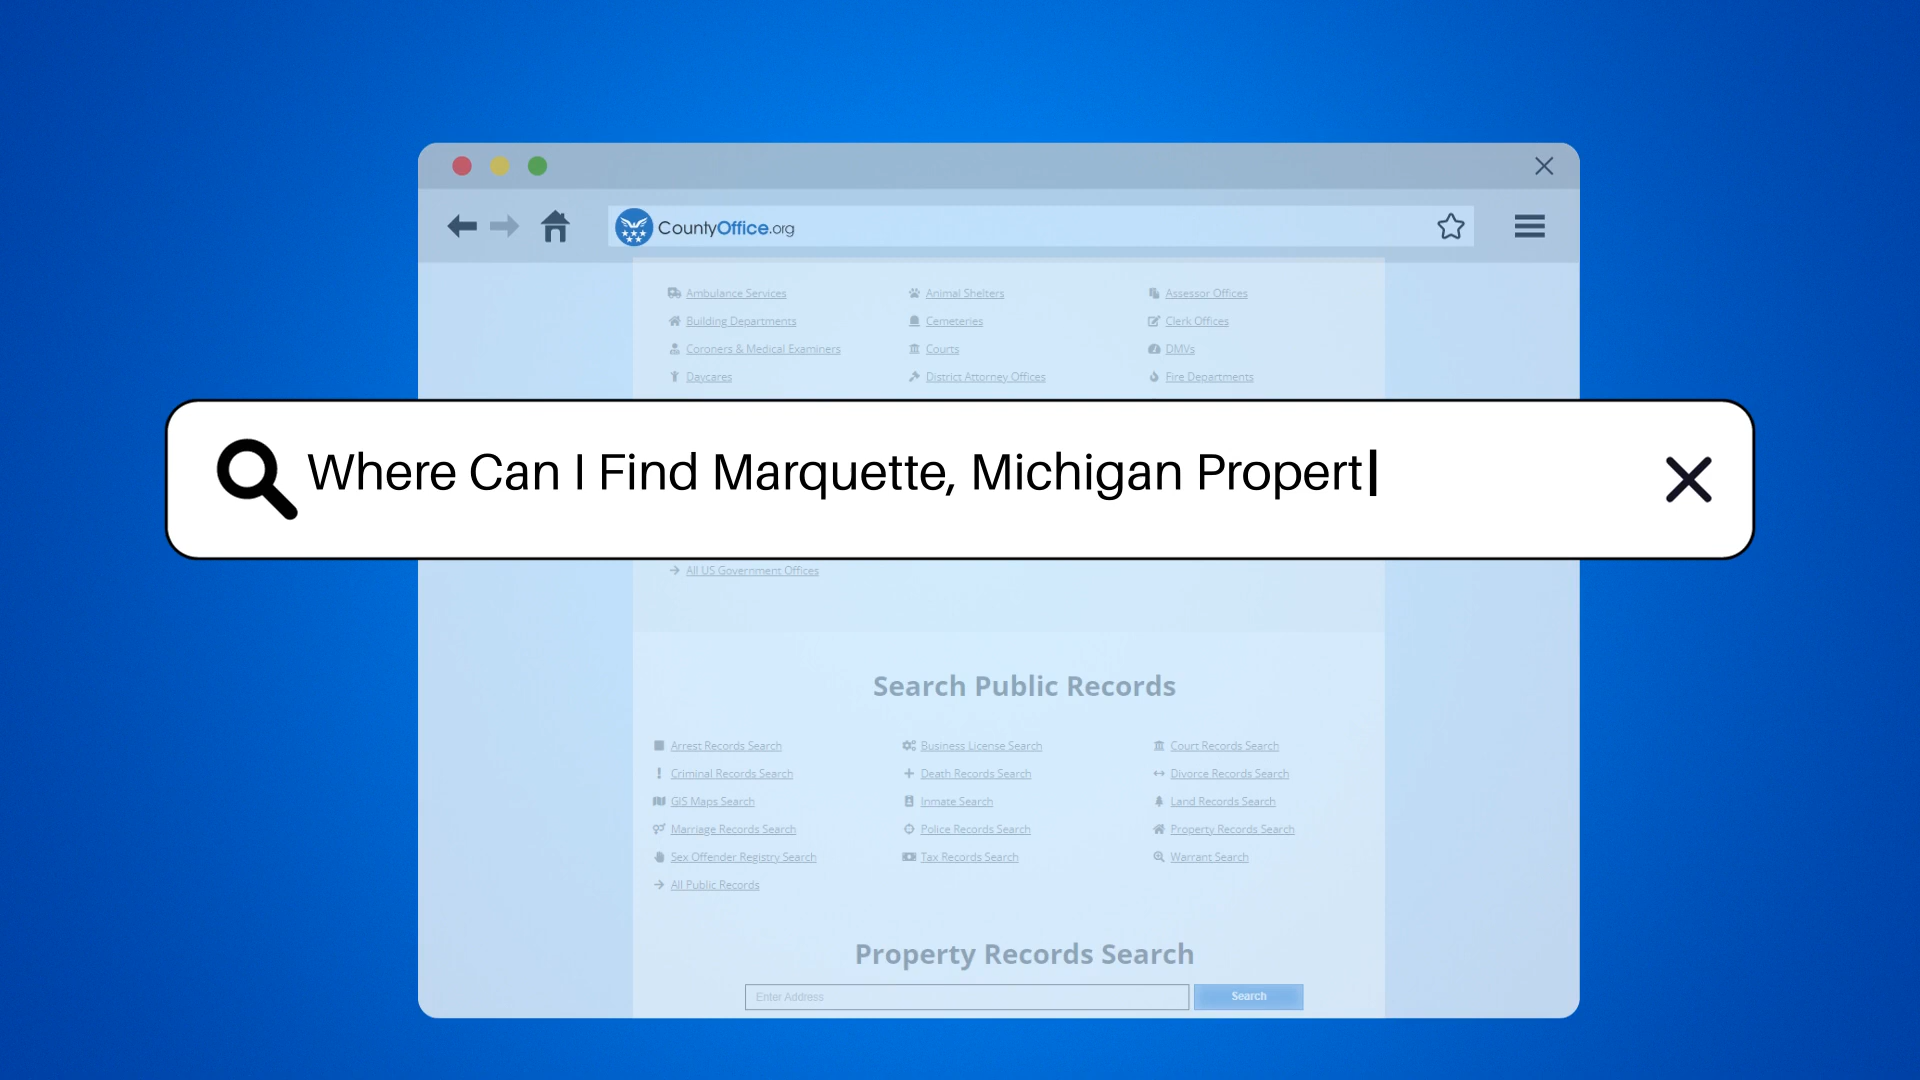 CountyOffice.org
Ambulance Services Animal Shelters Assessor Offices
Building Departments Cemeteries Clerk Offices
Coroners & Medical Examiners Courts DMVs
Daycares District Attorney Offices Fire Departments
Where Can I Find Marquette, Michigan Propert
All US Government Offices
Search Public Records
Arrest Records Search Business License Search Court Records Search
Criminal Records Search Death Records Search Divorce Records Search
GIS Maps Search Inmate Search Land Records Search
Marriage Records Search Police Records Search Property Records Search
Sex Offender Registry Search Tax Records Search Warrant Search
All Public Records
Property Records Search
Enter Address Search